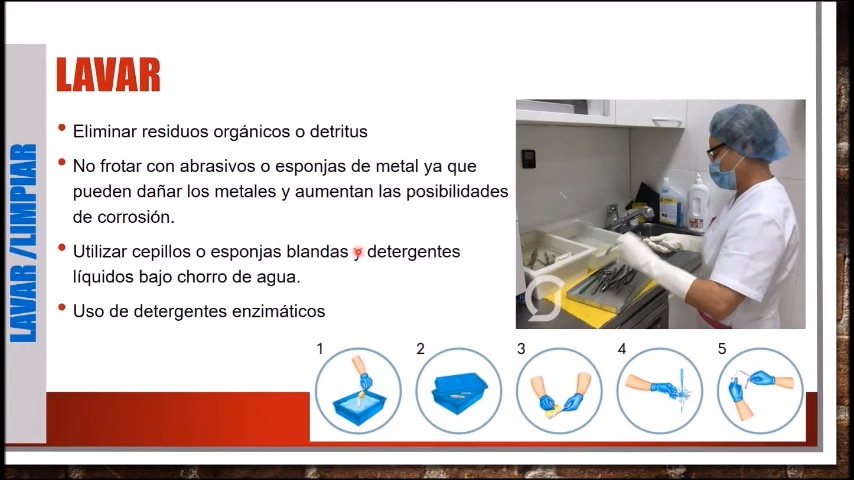 LAVAR /LIMPIAR
LAVAR
• Eliminar residuos orgánicos o detritus
• No frotar con abrasivos o esponjas de metal ya que
pueden dañar los metales y aumentan las posibilidades
de corrosión.
• Utilizar cepillos o esponjas blandas y detergentes
líquidos bajo chorro de agua.
• Uso de detergentes enzimáticos
1 2 3 4 5